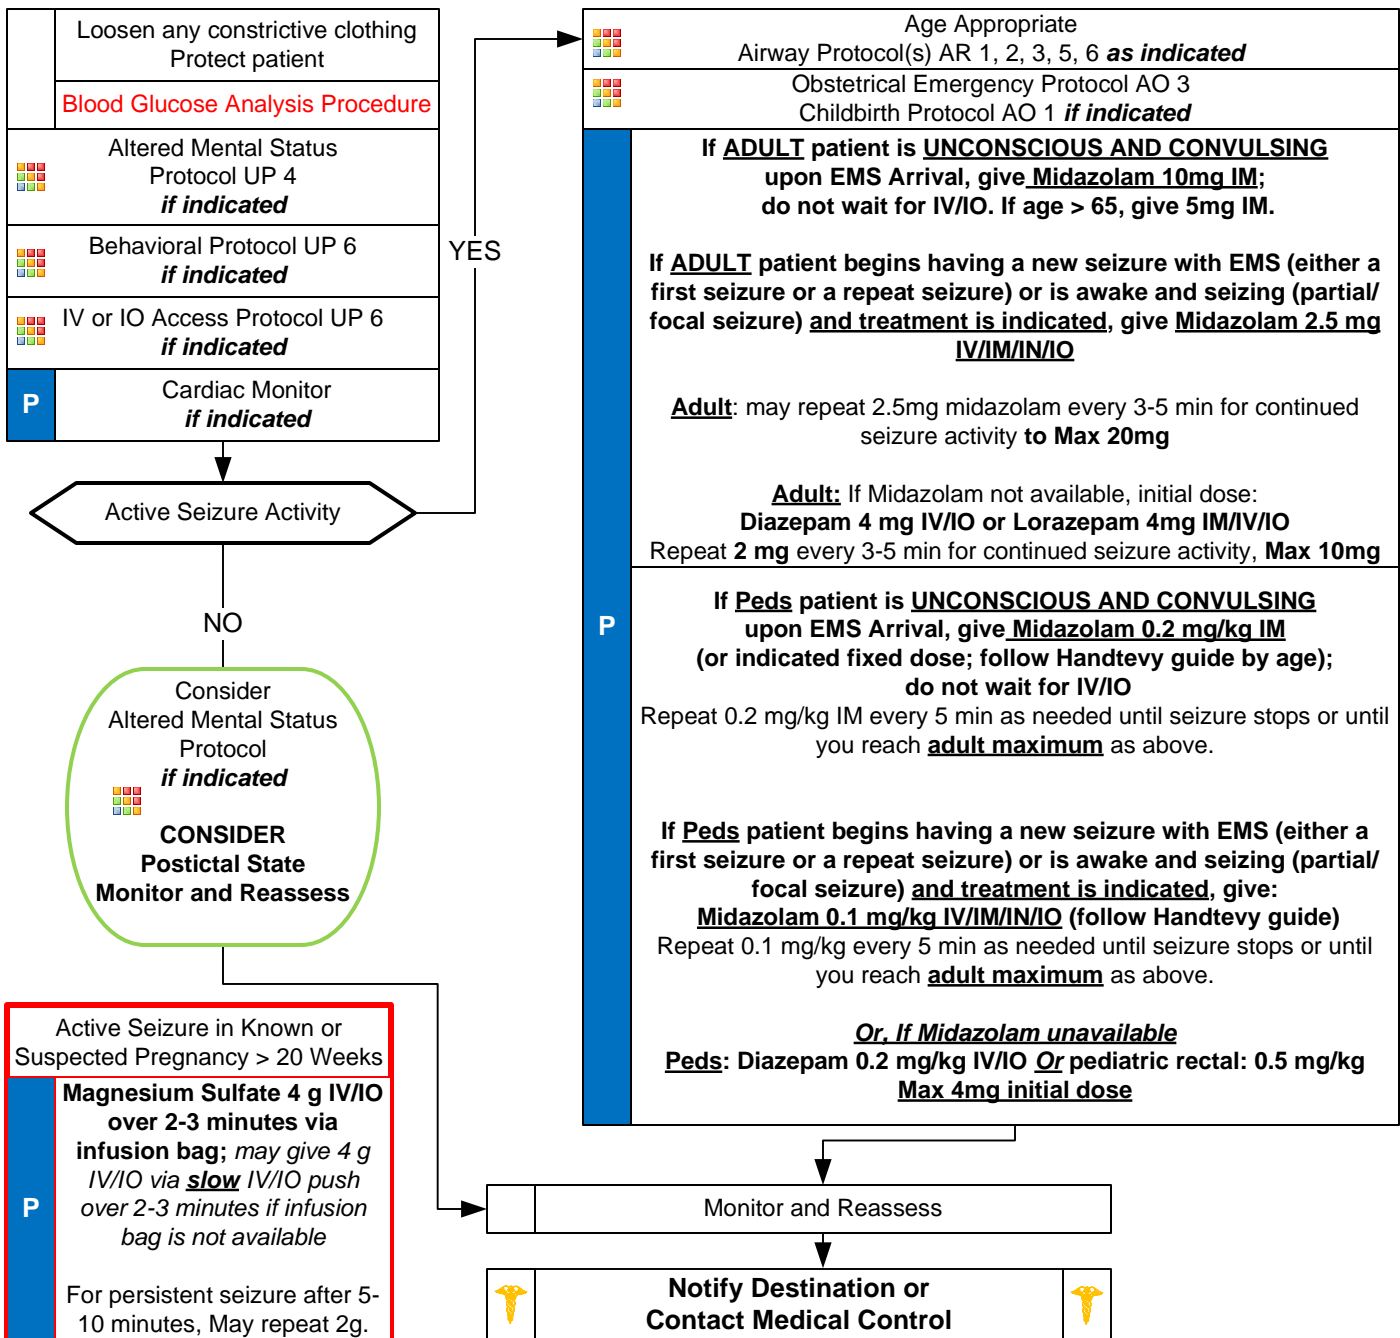 Loosen any constrictive clothing
Protect patient
Blood Glucose Analysis Procedure
Altered Mental Status
Protocol UP 4
if indicated
Behavioral Protocol UP 6
if indicated
IV or IO Access Protocol UP 6
if indicated
P
Cardiac Monitor
if indicated
Active Seizure Activity
YES
NO
Consider
Altered Mental Status
Protocol
if indicated
CONSIDER
Postictal State
Monitor and Reassess
Active Seizure in Known or
Suspected Pregnancy > 20 Weeks
P
Magnesium Sulfate 4 g IV/IO
over 2-3 minutes via
infusion bag; may give 4 g
IV/IO via slow IV/IO push
over 2-3 minutes if infusion
bag is not available
For persistent seizure after 5-
10 minutes, May repeat 2g.
Age Appropriate
Airway Protocol(s) AR 1, 2, 3, 5, 6 as indicated
Obstetrical Emergency Protocol AO 3
Childbirth Protocol AO 1 if indicated
P
If ADULT patient is UNCONSCIOUS AND CONVULSING
upon EMS Arrival, give Midazolam 10mg IM;
do not wait for IV/IO. If age > 65, give 5mg IM.
If ADULT patient begins having a new seizure with EMS (either a
first seizure or a repeat seizure) or is awake and seizing (partial/
focal seizure) and treatment is indicated, give Midazolam 2.5 mg
IV/IM/IN/IO
Adult: may repeat 2.5mg midazolam every 3-5 min for continued
seizure activity to Max 20mg
Adult: If Midazolam not available, initial dose:
Diazepam 4 mg IV/IO or Lorazepam 4mg IM/IV/IO
Repeat 2 mg every 3-5 min for continued seizure activity, Max 10mg
If Peds patient is UNCONSCIOUS AND CONVULSING
upon EMS Arrival, give Midazolam 0.2 mg/kg IM
(or indicated fixed dose; follow Handtevy guide by age);
do not wait for IV/IO
Repeat 0.2 mg/kg IM every 5 min as needed until seizure stops or until
you reach adult maximum as above.
If Peds patient begins having a new seizure with EMS (either a
first seizure or a repeat seizure) or is awake and seizing (partial/
focal seizure) and treatment is indicated, give:
Midazolam 0.1 mg/kg IV/IM/IN/IO (follow Handtevy guide)
Repeat 0.1 mg/kg every 5 min as needed until seizure stops or until
you reach adult maximum as above.
Or, If Midazolam unavailable
Peds: Diazepam 0.2 mg/kg IV/IO Or pediatric rectal: 0.5 mg/kg
Max 4mg initial dose
Monitor and Reassess
Notify Destination or
Contact Medical Control